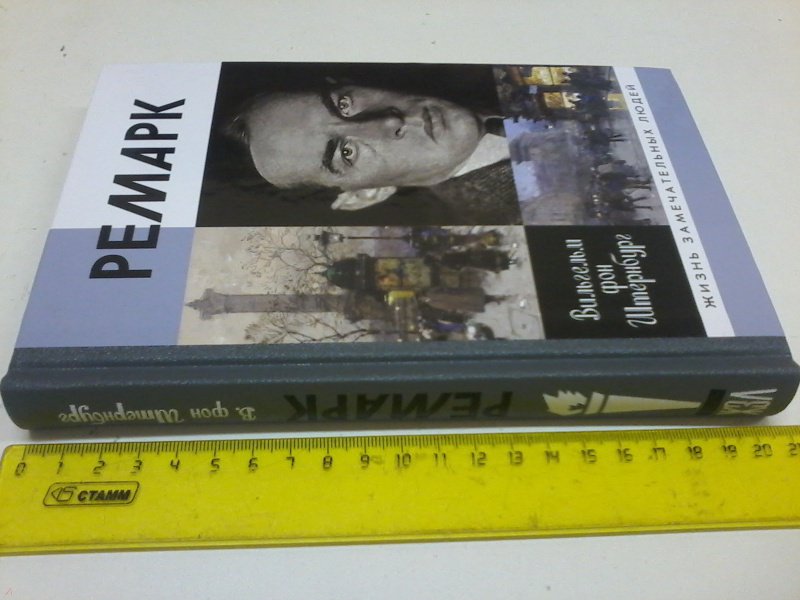 РЕМАРК
Вильгельм
фон
Штернбург
ЖИЗНЬ ЗАМЕЧАТЕЛЬНЫХ ЛЮДЕЙ
В. фон Штернбург
РЕМАРК
0 1 2 3 4 5 6 7 8 9 10 11 12 13 14 15 16 17 18 19 20 21
СТАММ